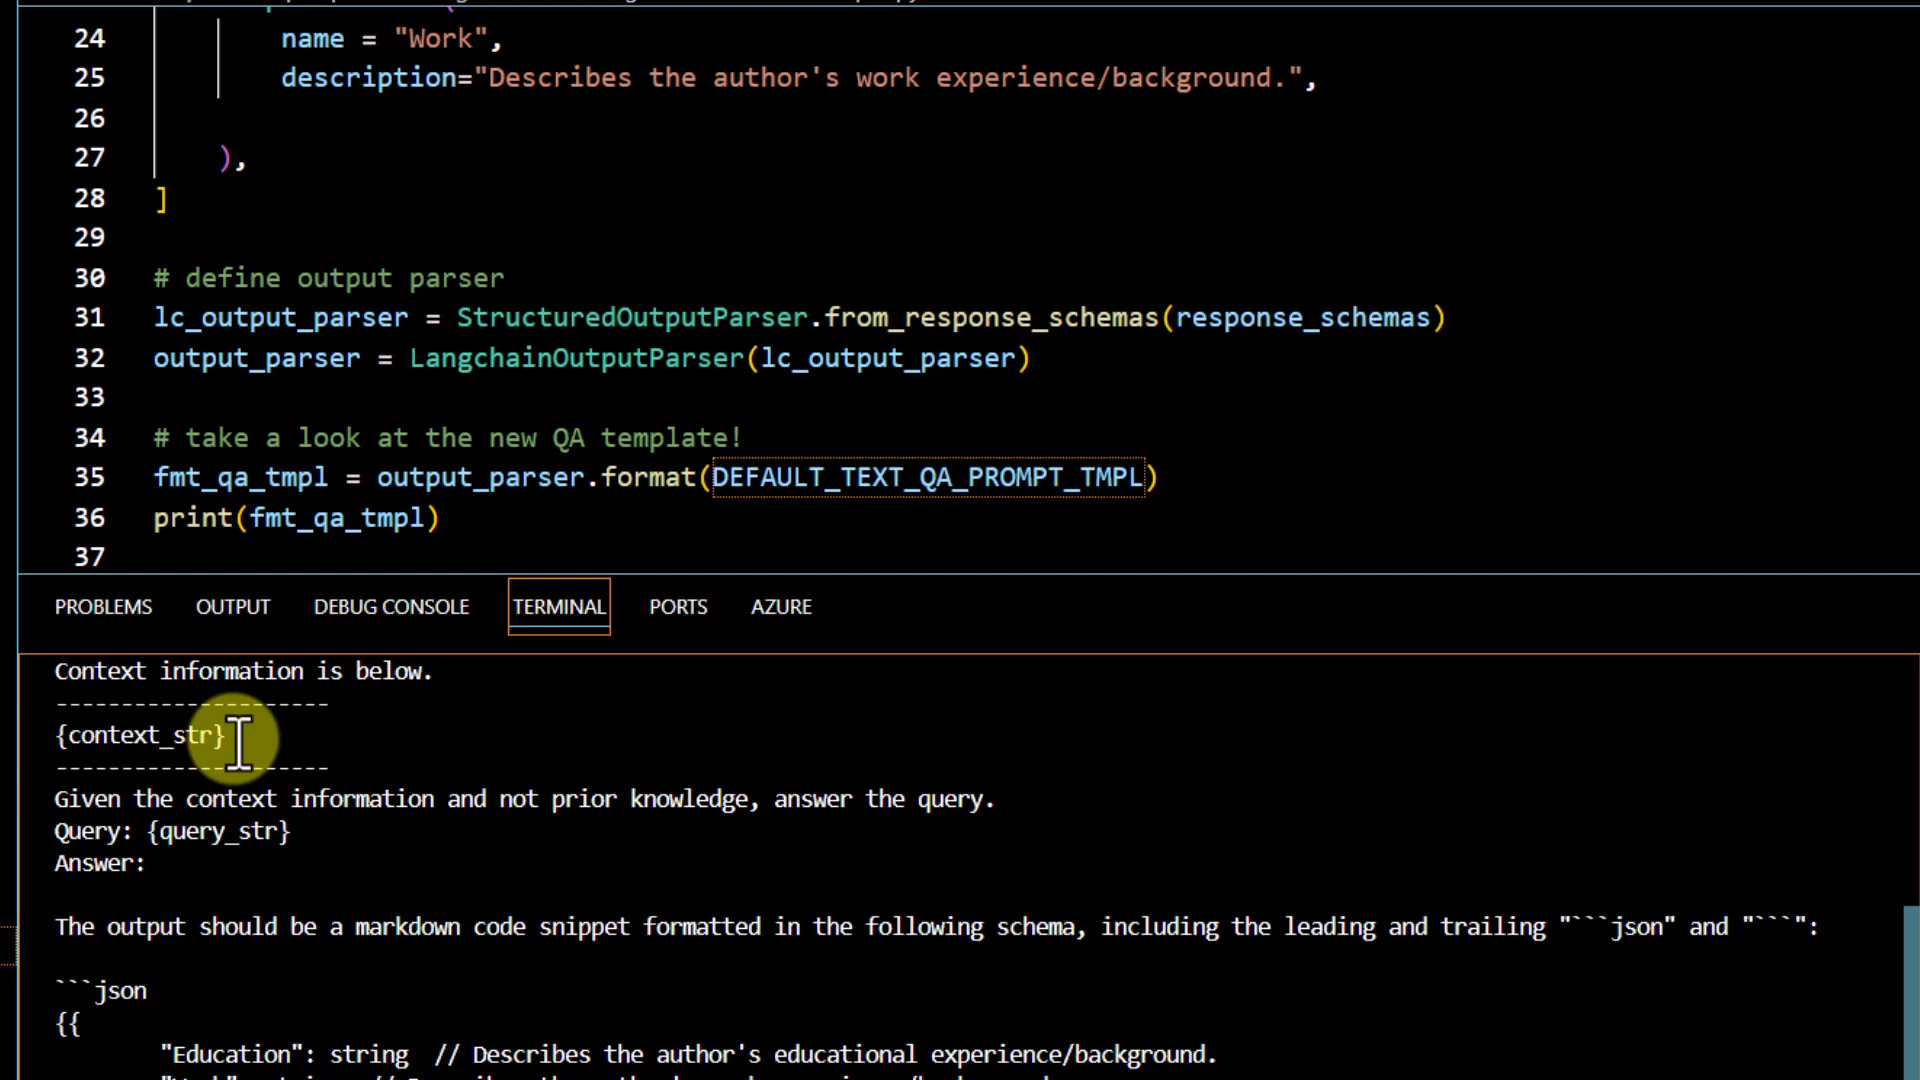 24 name = "Work",
25 description="Describes the author's work experience/background.",
26
27 ),
28 ]
29
30 # define output parser
31 lc_output_parser = StructuredOutputParser.from_response_schemas(response_schemas)
32 output_parser = LangchainOutputParser(lc_output_parser)
33
34 # take a look at the new QA template!
35 fmt_qa_tmpl = output_parser.format(DEFAULT_TEXT_QA_PROMPT_TMPL)
36 print(fmt_qa_tmpl)
37
PROBLEMS OUTPUT DEBUG CONSOLE TERMINAL PORTS AZURE
Context information is below.
---------------------
{context_str}
---------------------
Given the context information and not prior knowledge, answer the query.
Query: {query_str}
Answer:
The output should be a markdown code snippet formatted in the following schema, including the leading and trailing "```json" and "```":
```json
{{
"Education": string // Describes the author's educational experience/background.